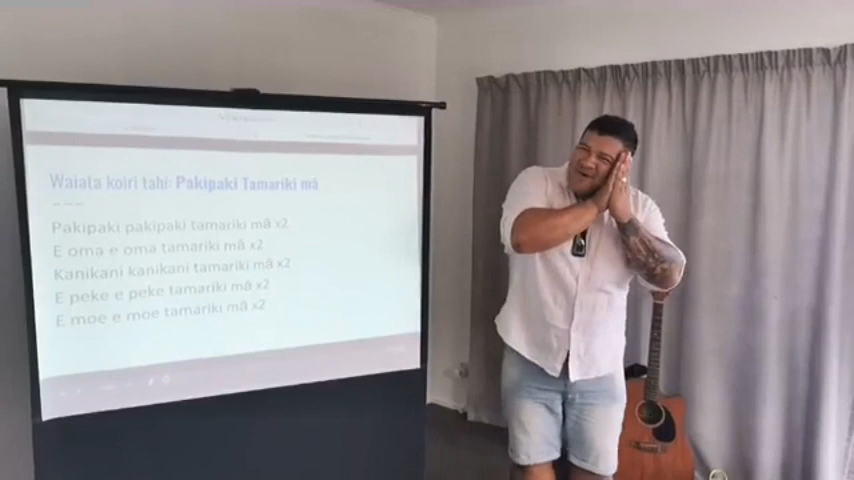 Waiata koiri tahi: Pakipaki Tamariki mā
Pakipaki pakipaki tamariki mā x2
E oma e oma tamariki mā x2
Kanikani kanikani tamariki mā x2
E peke e peke tamariki mā x2
E moe e moe tamariki mā x2